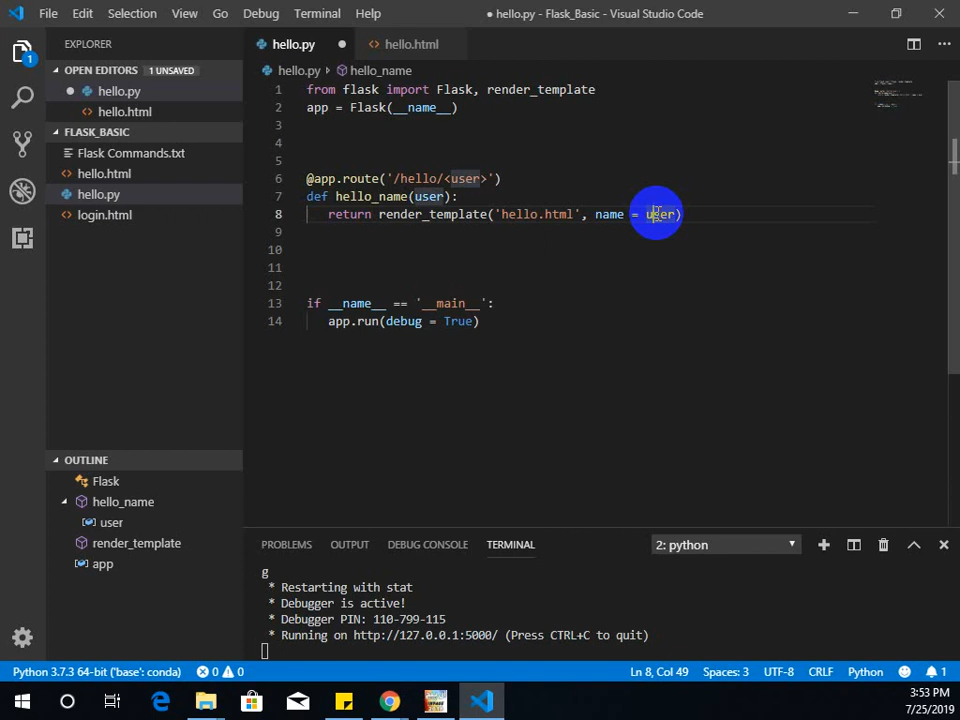 File Edit Selection View Go Debug Terminal Help
● hello.py - Flask_Basic - Visual Studio Code
EXPLORER
OPEN EDITORS 1 UNSAVED
● hello.py
<> hello.html
FLASK_BASIC
Flask Commands.txt
<> hello.html
hello.py
<> login.html
OUTLINE
Flask
hello_name
user
render_template
app
hello.py ●
<> hello.html
hello.py › hello_name
1 from flask import Flask, render_template
2 app = Flask(__name__)
3
4
5
6 @app.route('/hello/<user>')
7 def hello_name(user):
8 return render_template('hello.html', name = user)
9
10
11
12
13 if __name__ == '__main__':
14 app.run(debug = True)
PROBLEMS OUTPUT DEBUG CONSOLE TERMINAL
2: python
g
* Restarting with stat
* Debugger is active!
* Debugger PIN: 110-799-115
* Running on http://127.0.0.1:5000/ (Press CTRL+C to quit)
1
Python 3.7.3 64-bit ('base': conda) 0 0
Ln 8, Col 49 Spaces: 3 UTF-8 CRLF Python 1
3:53 PM
7/25/2019